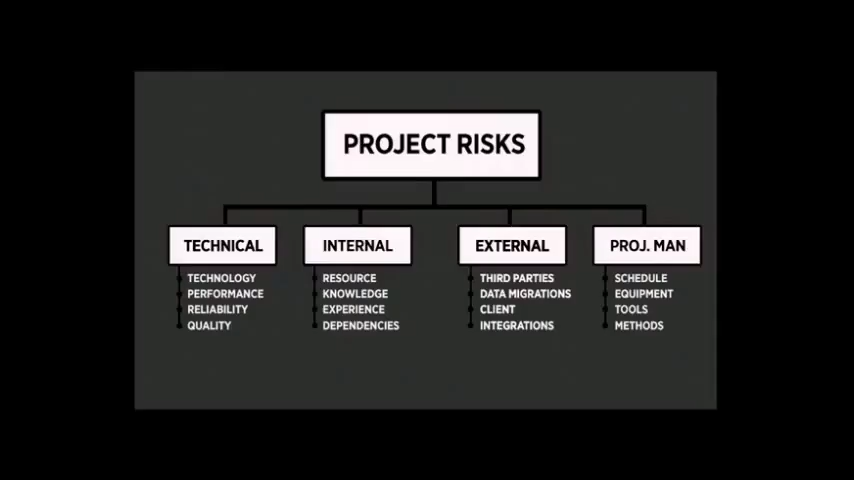 PROJECT RISKS
TECHNICAL
TECHNOLOGY
PERFORMANCE
RELIABILITY
QUALITY
INTERNAL
RESOURCE
KNOWLEDGE
EXPERIENCE
DEPENDENCIES
EXTERNAL
THIRD PARTIES
DATA MIGRATIONS
CLIENT
INTEGRATIONS
PROJ. MAN
SCHEDULE
EQUIPMENT
TOOLS
METHODS